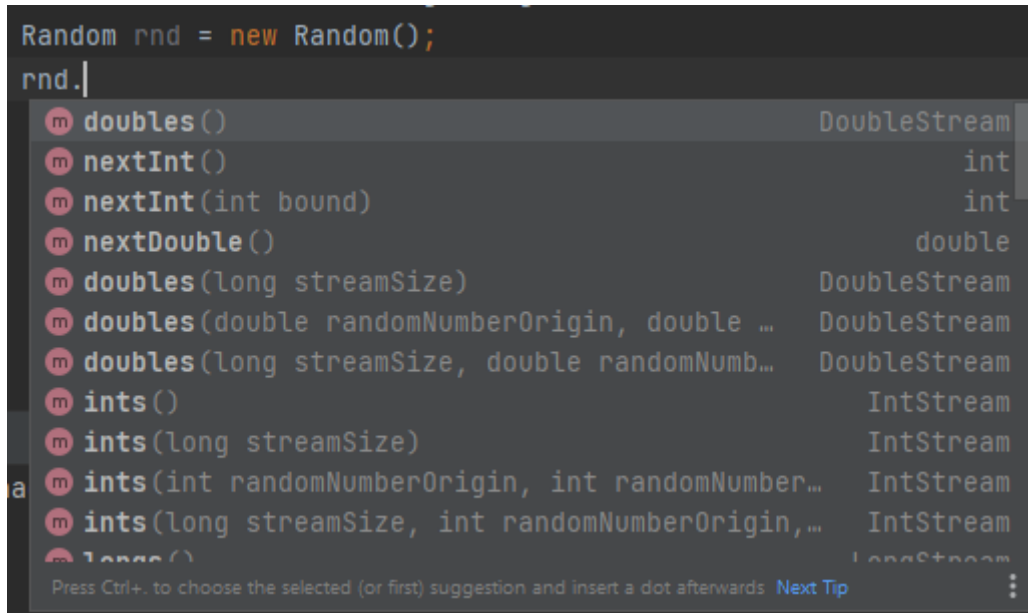 Random rnd = new Random();
rnd.
m doubles() DoubleStream
m nextInt() int
m nextInt(int bound) int
m nextDouble() double
m doubles(long streamSize) DoubleStream
m doubles(double randomNumberOrigin, double … DoubleStream
m doubles(long streamSize, double randomNumb… DoubleStream
m ints() IntStream
m ints(long streamSize) IntStream
m ints(int randomNumberOrigin, int randomNumber… IntStream
m ints(long streamSize, int randomNumberOrigin,… IntStream
m longs() LongStream
Press Ctrl+. to choose the selected (or first) suggestion and insert a dot afterwards Next Tip